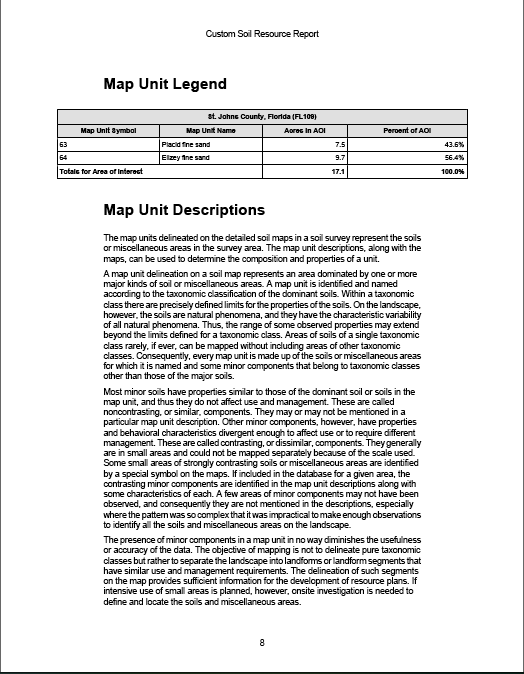 Custom Soil Resource Report
Map Unit Legend
St. Johns County, Florida (FL109)
Map Unit Symbol Map Unit Name Acres in AOI Percent of AOI
63 Placid fine sand 7.5 43.6%
64 Ellzey fine sand 9.7 56.4%
Totals for Area of Interest 17.1 100.0%
Map Unit Descriptions
The map units delineated on the detailed soil maps in a soil survey represent the soils
or miscellaneous areas in the survey area. The map unit descriptions, along with the
maps, can be used to determine the composition and properties of a unit.
A map unit delineation on a soil map represents an area dominated by one or more
major kinds of soil or miscellaneous areas. A map unit is identified and named
according to the taxonomic classification of the dominant soils. Within a taxonomic
class there are precisely defined limits for the properties of the soils. On the landscape,
however, the soils are natural phenomena, and they have the characteristic variability
of all natural phenomena. Thus, the range of some observed properties may extend
beyond the limits defined for a taxonomic class. Areas of soils of a single taxonomic
class rarely, if ever, can be mapped without including areas of other taxonomic
classes. Consequently, every map unit is made up of the soils or miscellaneous areas
for which it is named and some minor components that belong to taxonomic classes
other than those of the major soils.
Most minor soils have properties similar to those of the dominant soil or soils in the
map unit, and thus they do not affect use and management. These are called
noncontrasting, or similar, components. They may or may not be mentioned in a
particular map unit description. Other minor components, however, have properties
and behavioral characteristics divergent enough to affect use or to require different
management. These are called contrasting, or dissimilar, components. They generally
are in small areas and could not be mapped separately because of the scale used.
Some small areas of strongly contrasting soils or miscellaneous areas are identified
by a special symbol on the maps. If included in the database for a given area, the
contrasting minor components are identified in the map unit descriptions along with
some characteristics of each. A few areas of minor components may not have been
observed, and consequently they are not mentioned in the descriptions, especially
where the pattern was so complex that it was impractical to make enough observations
to identify all the soils and miscellaneous areas on the landscape.
The presence of minor components in a map unit in no way diminishes the usefulness
or accuracy of the data. The objective of mapping is not to delineate pure taxonomic
classes but rather to separate the landscape into landforms or landform segments that
have similar use and management requirements. The delineation of such segments
on the map provides sufficient information for the development of resource plans. If
intensive use of small areas is planned, however, onsite investigation is needed to
define and locate the soils and miscellaneous areas.
8